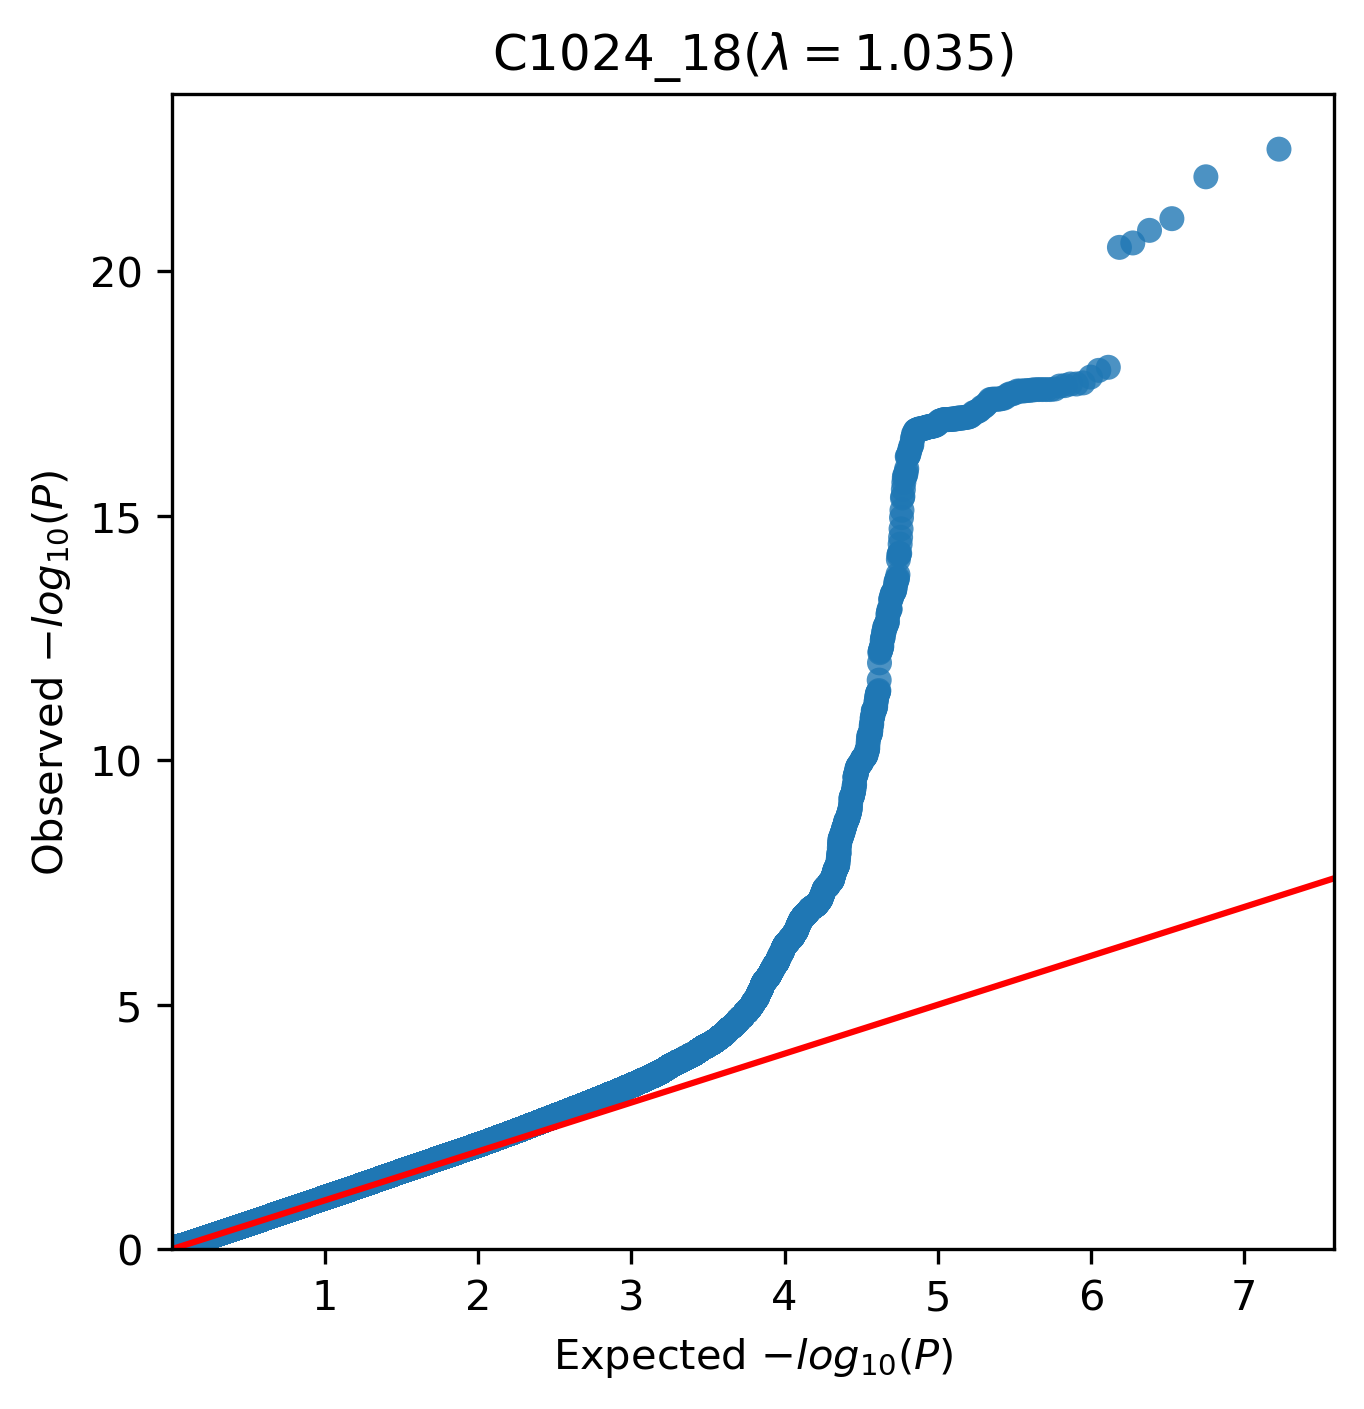 C1024_18(λ = 1.035)
20
15
10
5
0
Observed −log₁₀(P)
1 2 3 4 5 6 7
Expected −log₁₀(P)